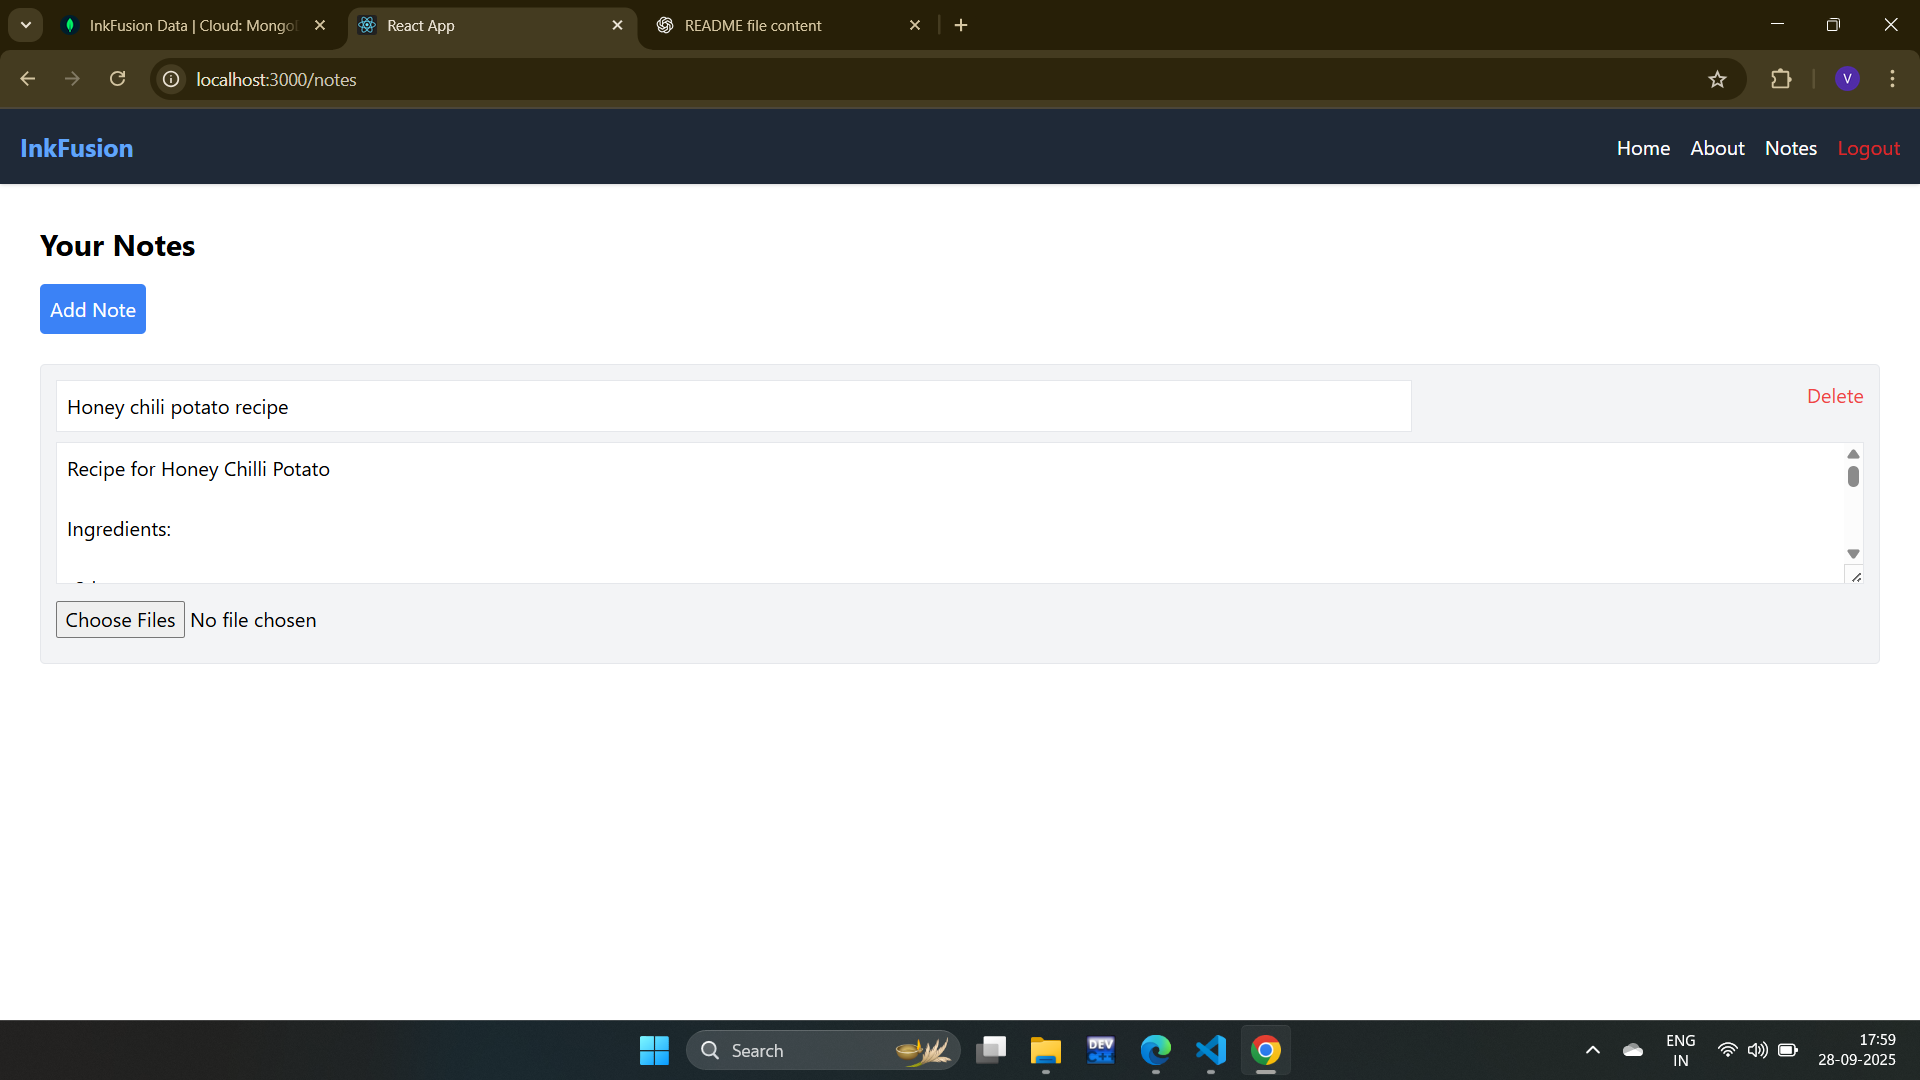 InkFusion Data | Cloud: Mongo
React App
README file content
localhost:3000/notes
V
InkFusion
Home
About
Notes
Logout
Your Notes
Add Note
Honey chili potato recipe
Delete
Recipe for Honey Chilli Potato
Ingredients:
Choose Files No file chosen
Search
DEV
ENG
IN
17:59
28-09-2025